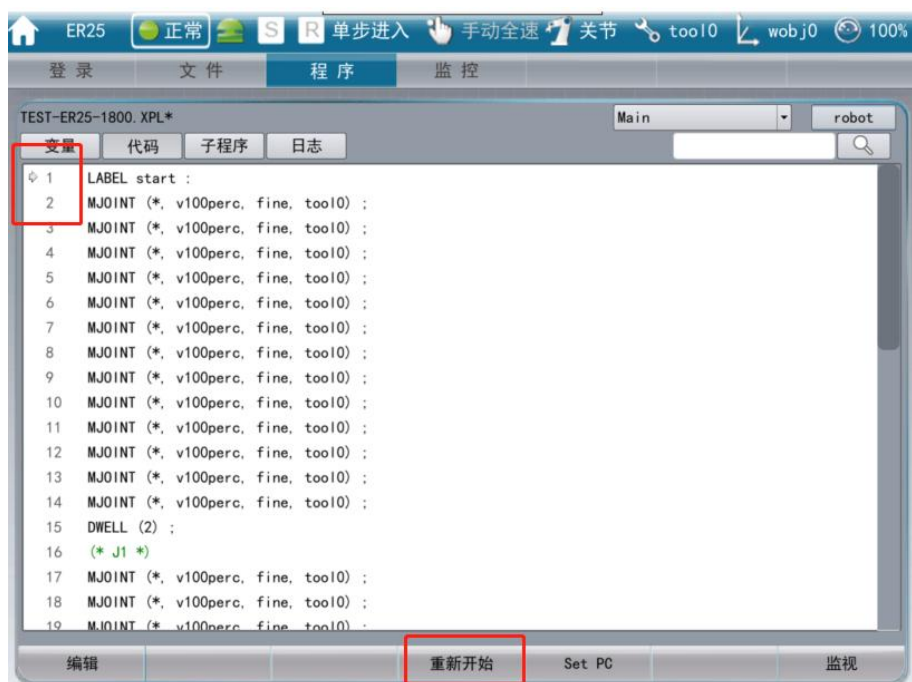 ER25 正常 S R 单步进入 手动全速 关节 tool0 wobj0 100%
登录 文件 程序 监控
TEST-ER25-1800.XPL* Main robot
变量 代码 子程序 日志
1 LABEL start :
2 MJOINT (*, v100perc, fine, tool0) ;
3 MJOINT (*, v100perc, fine, tool0) ;
4 MJOINT (*, v100perc, fine, tool0) ;
5 MJOINT (*, v100perc, fine, tool0) ;
6 MJOINT (*, v100perc, fine, tool0) ;
7 MJOINT (*, v100perc, fine, tool0) ;
8 MJOINT (*, v100perc, fine, tool0) ;
9 MJOINT (*, v100perc, fine, tool0) ;
10 MJOINT (*, v100perc, fine, tool0) ;
11 MJOINT (*, v100perc, fine, tool0) ;
12 MJOINT (*, v100perc, fine, tool0) ;
13 MJOINT (*, v100perc, fine, tool0) ;
14 MJOINT (*, v100perc, fine, tool0) ;
15 DWELL (2) ;
16 (* J1 *)
17 MJOINT (*, v100perc, fine, tool0) ;
18 MJOINT (*, v100perc, fine, tool0) ;
19 MJOINT (*, v100perc, fine, tool0) ;
编辑 重新开始 Set PC 监视